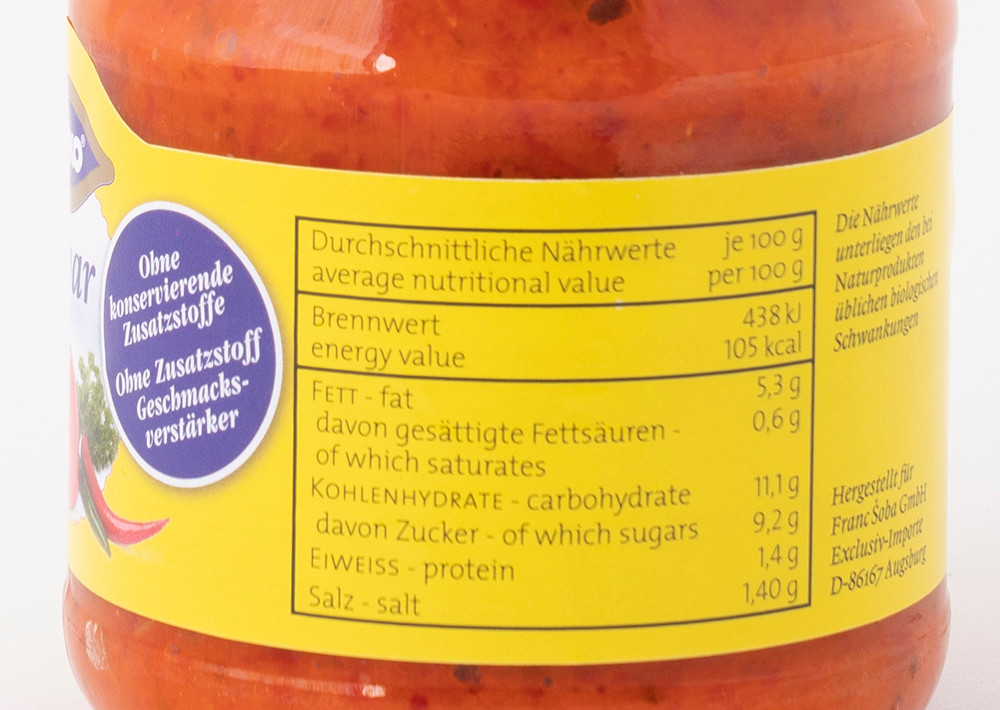 ar
Ohne
konservierende
Zusatzstoffe
Ohne Zusatzstoff
Geschmacks-
verstärker
Durchschnittliche Nährwerte je 100 g
average nutritional value per 100 g
Brennwert 438 kJ
energy value 105 kcal
FETT - fat 5,3 g
davon gesättigte Fettsäuren - 0,6 g
of which saturates
KOHLENHYDRATE - carbohydrate 11,1 g
davon Zucker - of which sugars 9,2 g
EIWEISS - protein 1,4 g
Salz - salt 1,40 g
Die Nährwerte
unterliegen den bei
Naturprodukten
üblichen biologischen
Schwankungen
Hergestellt für
Franc Šoba GmbH
Exclusiv-Importe
D-86167 Augsburg